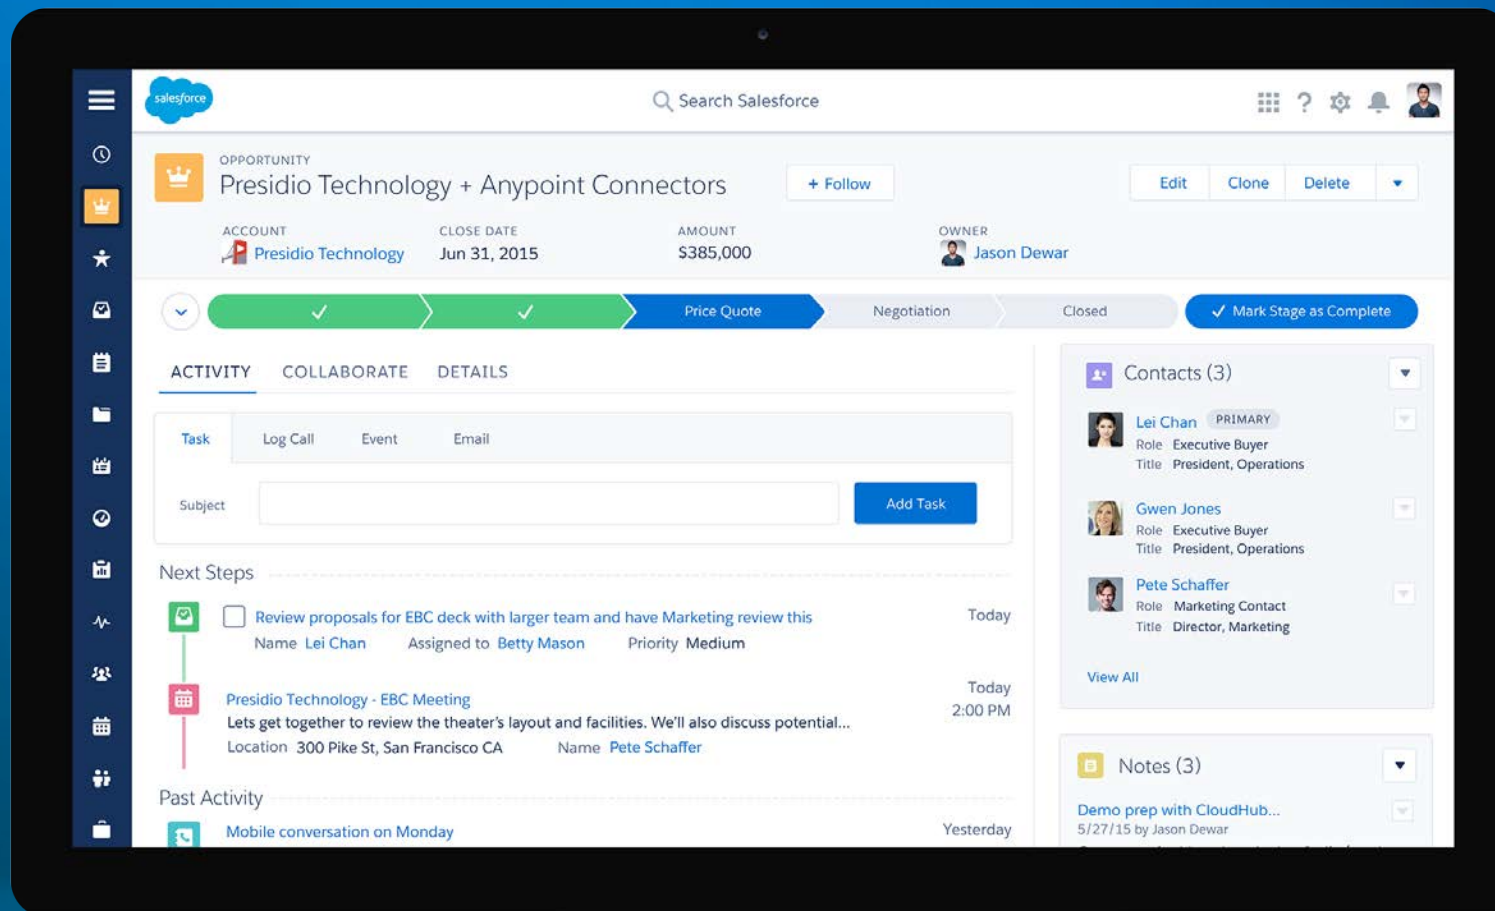 salesforce
Search Salesforce
OPPORTUNITY
Presidio Technology + Anypoint Connectors
+ Follow
Edit
Clone
Delete
ACCOUNT
Presidio Technology
CLOSE DATE
Jun 31, 2015
AMOUNT
$385,000
OWNER
Jason Dewar
Price Quote
Negotiation
Closed
Mark Stage as Complete
ACTIVITY
COLLABORATE
DETAILS
Task
Log Call
Event
Email
Subject
Add Task
Next Steps
Review proposals for EBC deck with larger team and have Marketing review this
Today
Name Lei Chan Assigned to Betty Mason Priority Medium
Presidio Technology - EBC Meeting
Today
2:00 PM
Lets get together to review the theater's layout and facilities. We'll also discuss potential...
Location 300 Pike St, San Francisco CA Name Pete Schaffer
Past Activity
Mobile conversation on Monday
Yesterday
Contacts (3)
Lei Chan PRIMARY
Role Executive Buyer
Title President, Operations
Gwen Jones
Role Executive Buyer
Title President, Operations
Pete Schaffer
Role Marketing Contact
Title Director, Marketing
View All
Notes (3)
Demo prep with CloudHub...
5/27/15 by Jason Dewar